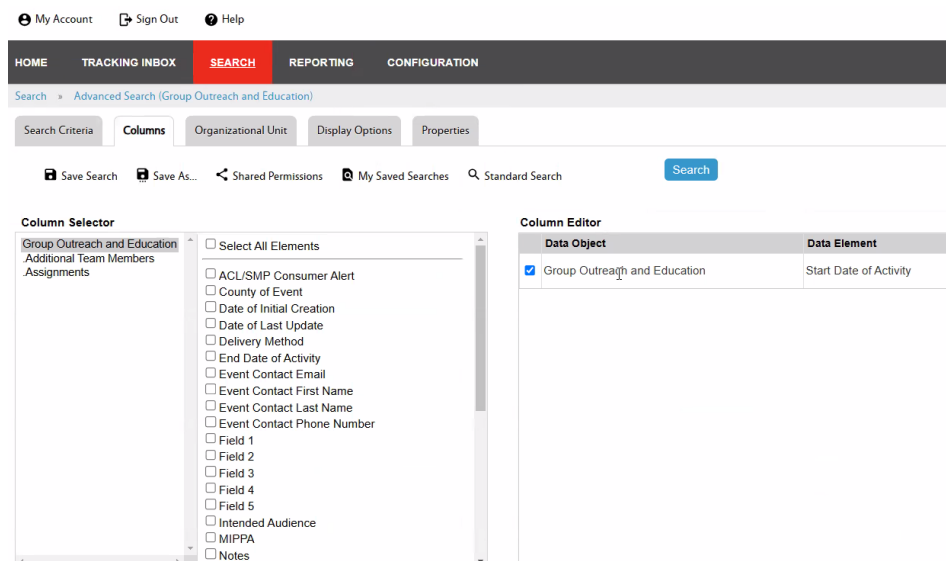 My Account Sign Out Help
HOME TRACKING INBOX SEARCH REPORTING CONFIGURATION
Search » Advanced Search (Group Outreach and Education)
Search Criteria Columns Organizational Unit Display Options Properties
Save Search Save As... Shared Permissions My Saved Searches Standard Search Search
Column Selector
Group Outreach and Education
.Additional Team Members
.Assignments
Select All Elements
ACL/SMP Consumer Alert
County of Event
Date of Initial Creation
Date of Last Update
Delivery Method
End Date of Activity
Event Contact Email
Event Contact First Name
Event Contact Last Name
Event Contact Phone Number
Field 1
Field 2
Field 3
Field 4
Field 5
Intended Audience
MIPPA
Notes
Column Editor
Data Object Data Element
Group Outreach and Education Start Date of Activity